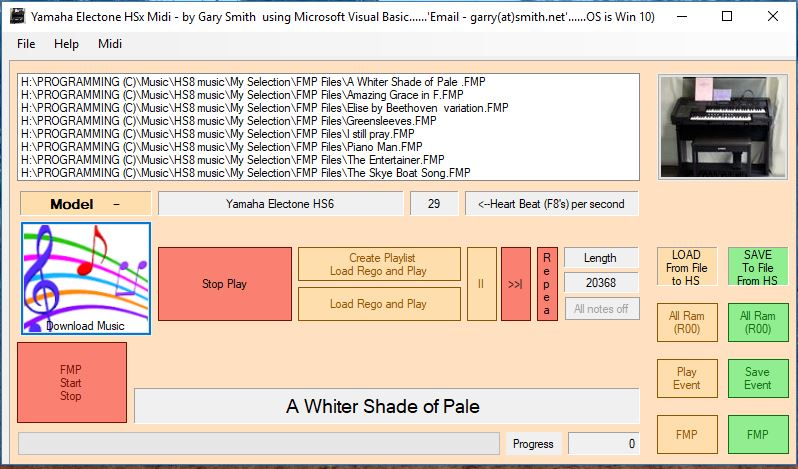 Yamaha Electone HSx Midi - by Gary Smith  using Microsoft Visual Basic......'Email - garry(at)smith.net'......OS is Win 10)
File Help Midi
H:\PROGRAMMING (C)\Music\HS8 music\My Selection\FMP Files\A Whiter Shade of Pale .FMP
H:\PROGRAMMING (C)\Music\HS8 music\My Selection\FMP Files\Amazing Grace in F.FMP
H:\PROGRAMMING (C)\Music\HS8 music\My Selection\FMP Files\Elise by Beethoven  variation.FMP
H:\PROGRAMMING (C)\Music\HS8 music\My Selection\FMP Files\Greensleeves.FMP
H:\PROGRAMMING (C)\Music\HS8 music\My Selection\FMP Files\I still pray.FMP
H:\PROGRAMMING (C)\Music\HS8 music\My Selection\FMP Files\Piano Man.FMP
H:\PROGRAMMING (C)\Music\HS8 music\My Selection\FMP Files\The Entertainer.FMP
H:\PROGRAMMING (C)\Music\HS8 music\My Selection\FMP Files\The Skye Boat Song.FMP
Model -
Yamaha Electone HS6
29
<--Heart Beat (F8's) per second
Download Music
Stop Play
Create Playlist
Load Rego and Play
Load Rego and Play
||
>>|
R
e
p
e
a
Length
20368
All notes off
LOAD
From File
to HS
SAVE
To File
From HS
All Ram
(R00)
All Ram
(R00)
Play
Event
Save
Event
FMP
FMP
FMP
Start
Stop
A Whiter Shade of Pale
Progress
0